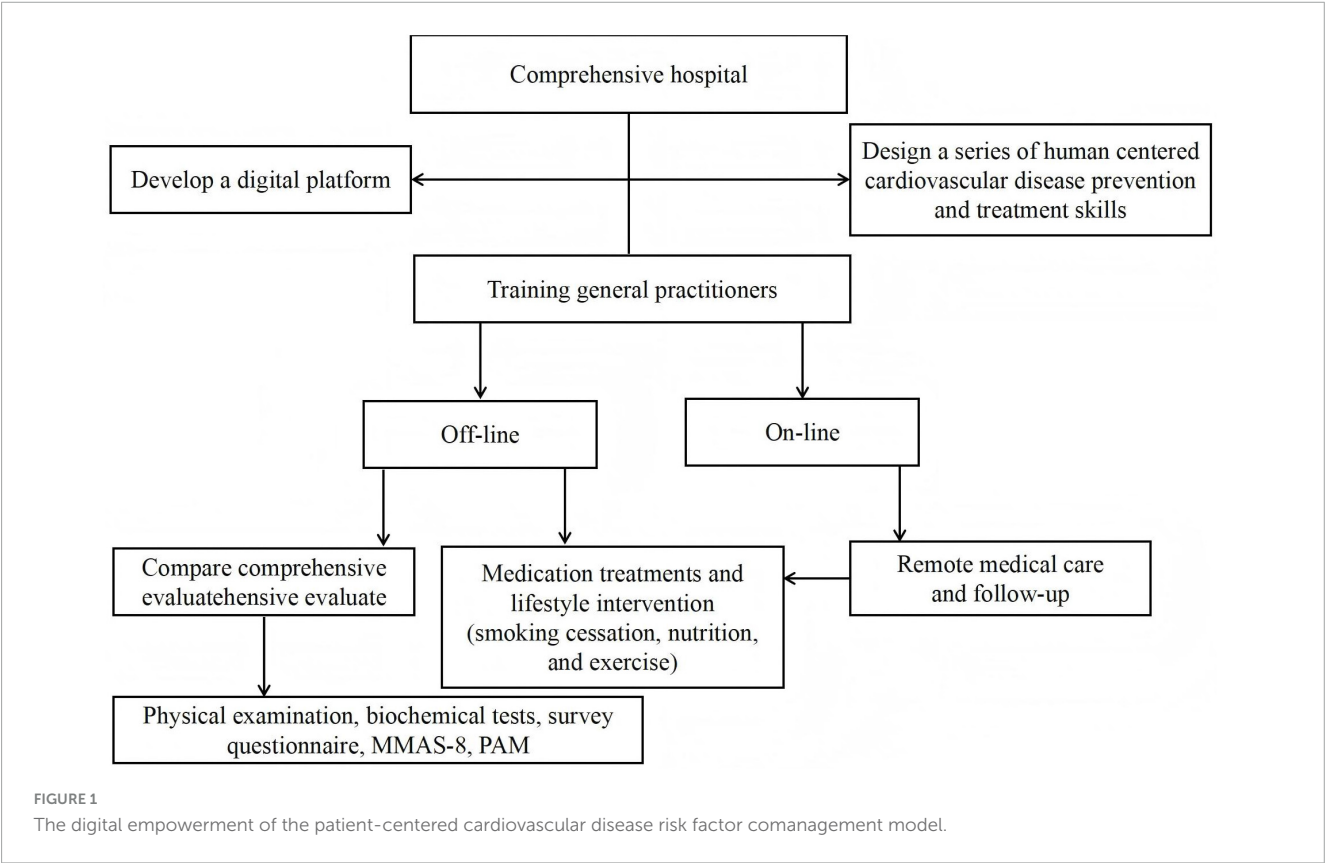 Comprehensive hospital
Develop a digital platform
Design a series of human centered
cardiovascular disease prevention
and treatment skills
Training general practitioners
Off-line
On-line
Compare comprehensive
evaluatehensive evaluate
Medication treatments and
lifestyle intervention
(smoking cessation, nutrition,
and exercise)
Remote medical care
and follow-up
Physical examination, biochemical tests, survey
questionnaire, MMAS-8, PAM
FIGURE 1
The digital empowerment of the patient-centered cardiovascular disease risk factor comanagement model.